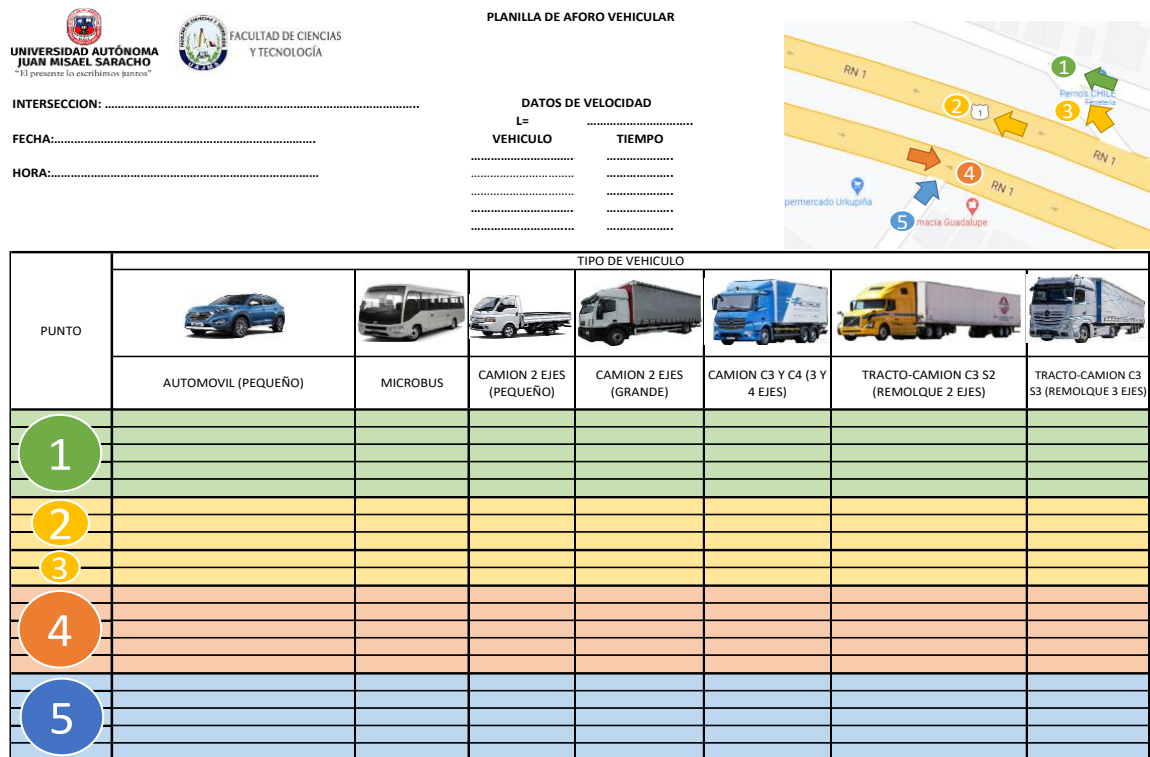 PLANILLA DE AFORO VEHICULAR
UNIVERSIDAD AUTÓNOMA
JUAN MISAEL SARACHO
"El presente lo escribimos juntos"
FACULTAD DE CIENCIAS
Y TECNOLOGÍA
INTERSECCION:
FECHA:
HORA:
DATOS DE VELOCIDAD
L=
VEHICULO TIEMPO
RN 1
1
Pernos CHILE
Ferretería
2
1
3
RN 1
4
RN 1
permercado Urkupiña
5
macia Guadalupe
PUNTO
TIPO DE VEHICULO
AUTOMOVIL (PEQUEÑO)
MICROBUS
CAMION 2 EJES
(PEQUEÑO)
CAMION 2 EJES
(GRANDE)
CAMION C3 Y C4 (3 Y
4 EJES)
TRACTO-CAMION C3 S2
(REMOLQUE 2 EJES)
TRACTO-CAMION C3
S3 (REMOLQUE 3 EJES)
1
2
3
4
5